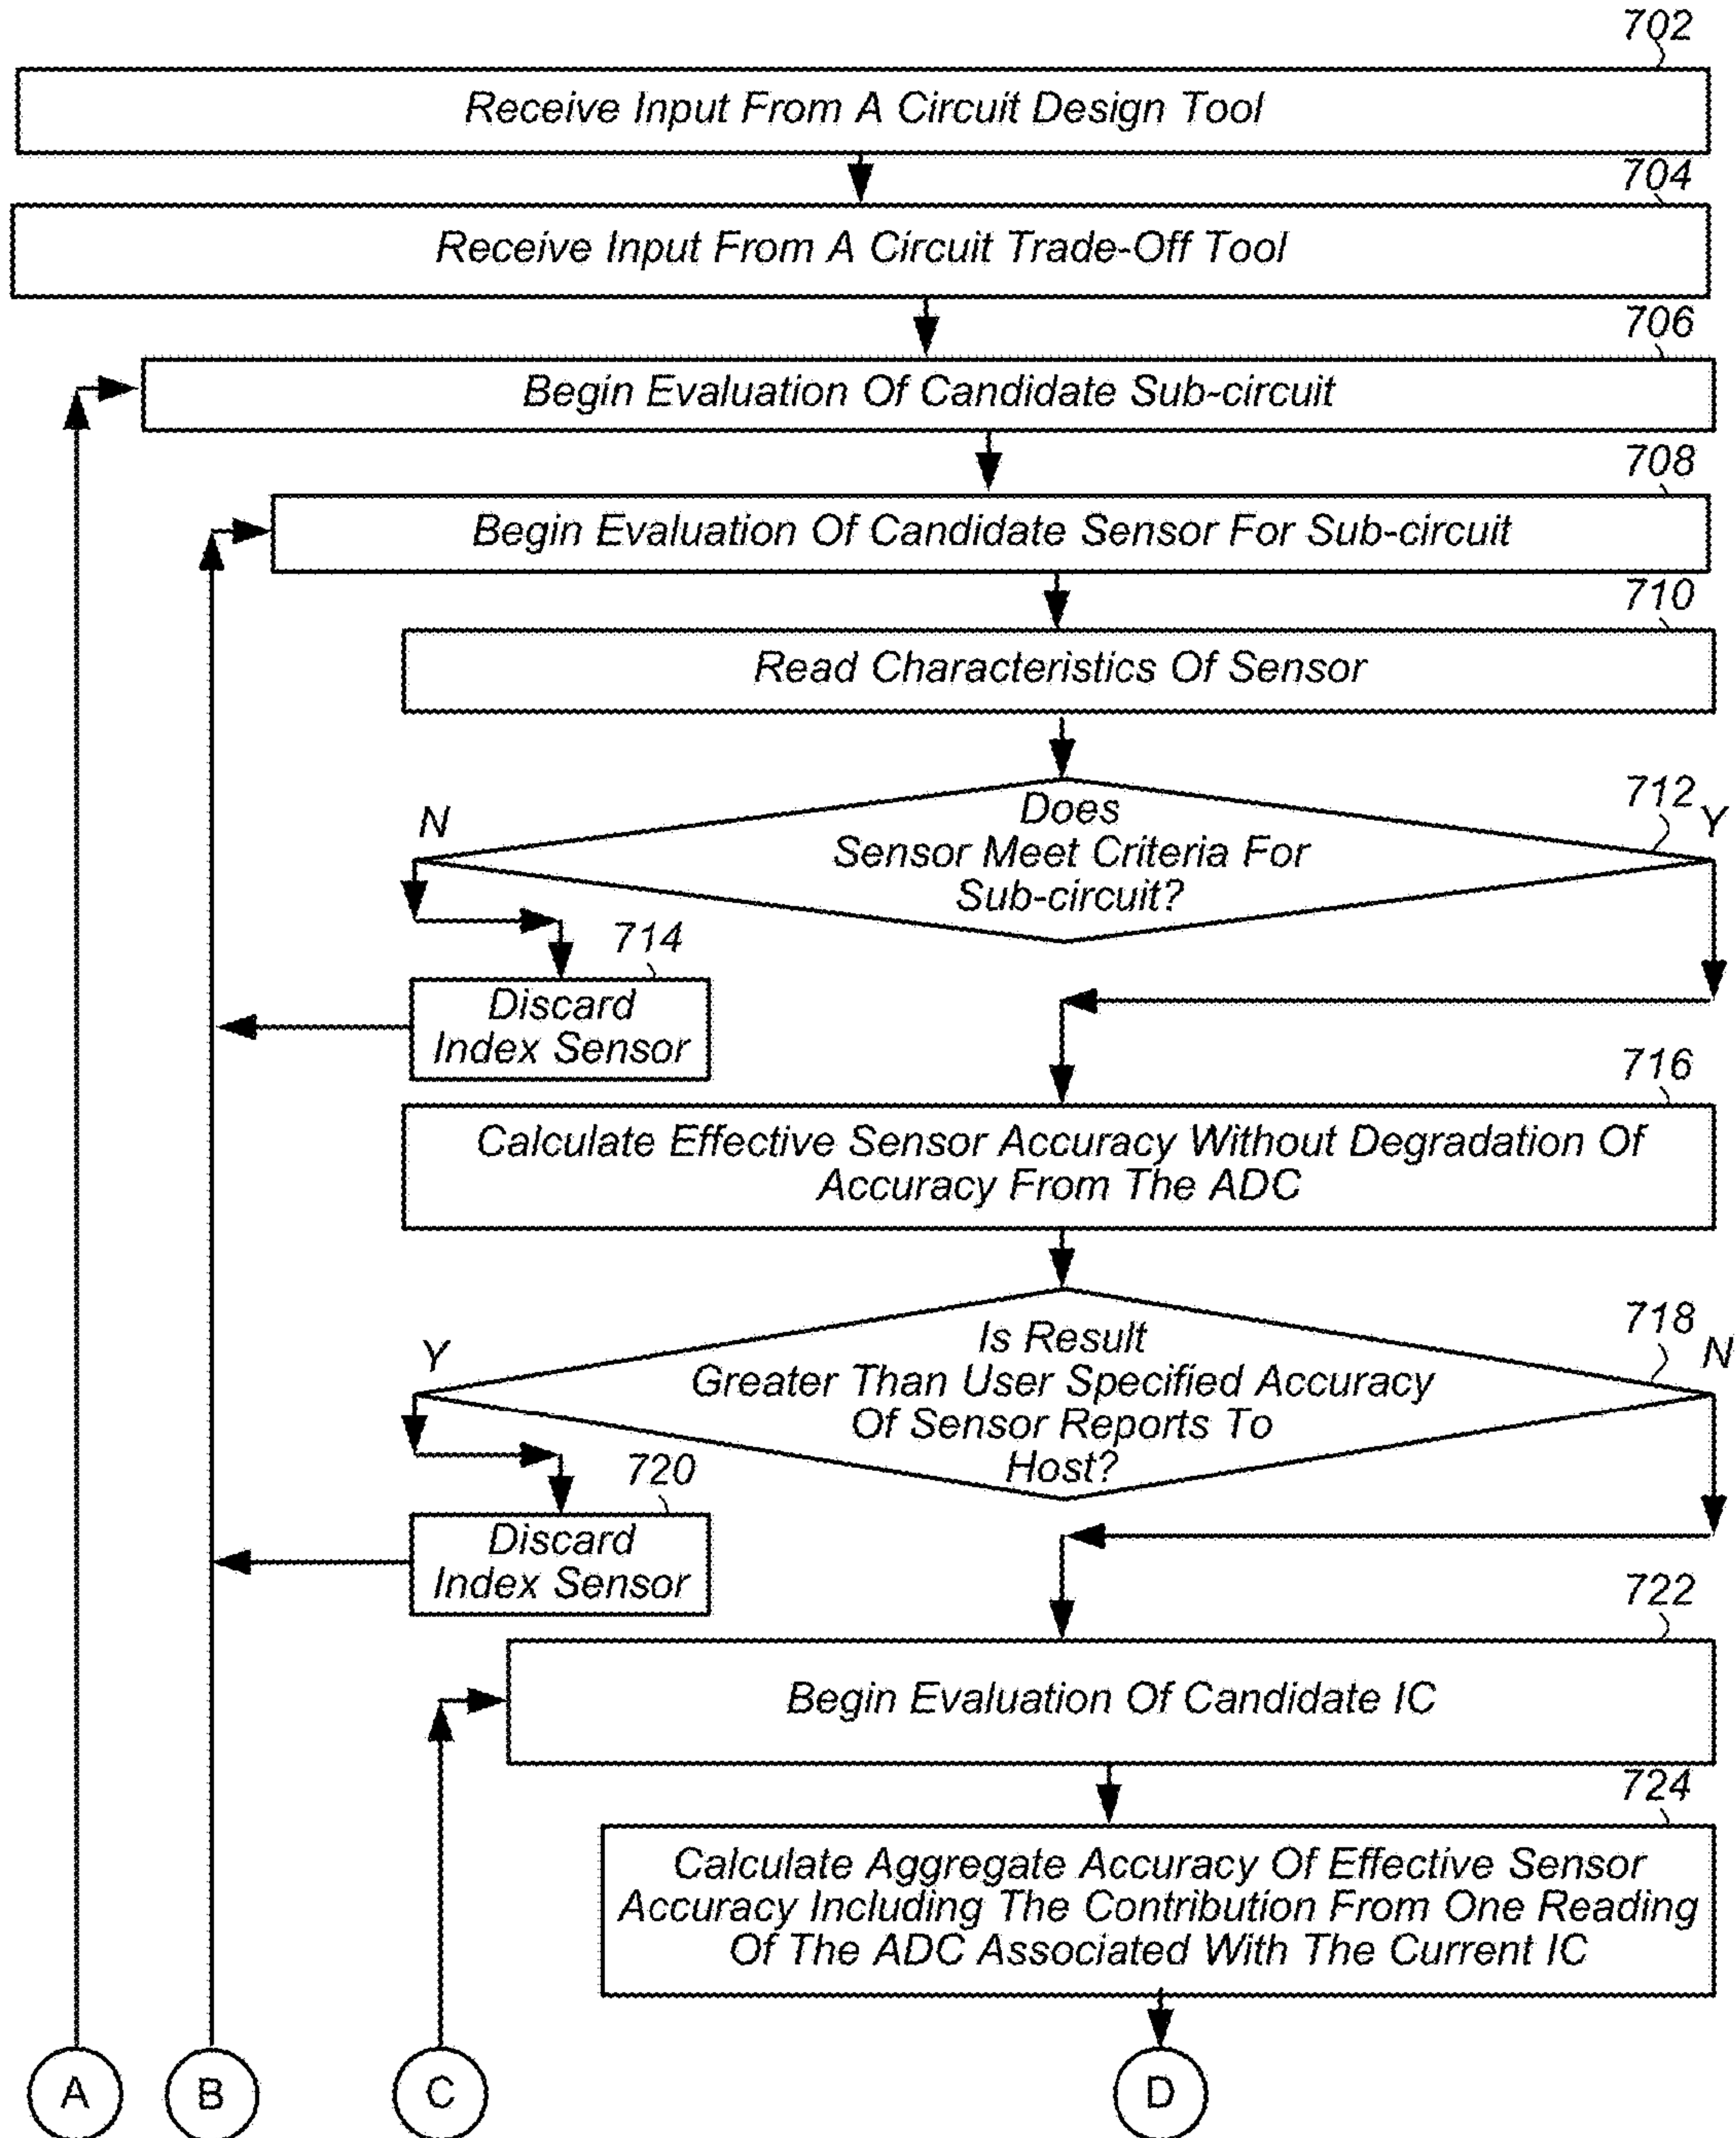 702
Receive Input From A Circuit Design Tool
704
Receive Input From A Circuit Trade-Off Tool
706
Begin Evaluation Of Candidate Sub-circuit
708
Begin Evaluation Of Candidate Sensor For Sub-circuit
710
Read Characteristics Of Sensor
712
N
Y
Does
Sensor Meet Criteria For
Sub-circuit?
714
Discard
Index Sensor
716
Calculate Effective Sensor Accuracy Without Degradation Of
Accuracy From The ADC
718
Y
N
Is Result
Greater Than User Specified Accuracy
Of Sensor Reports To
Host?
720
Discard
Index Sensor
722
Begin Evaluation Of Candidate IC
724
Calculate Aggregate Accuracy Of Effective Sensor
Accuracy Including The Contribution From One Reading
Of The ADC Associated With The Current IC
A
B
C
D